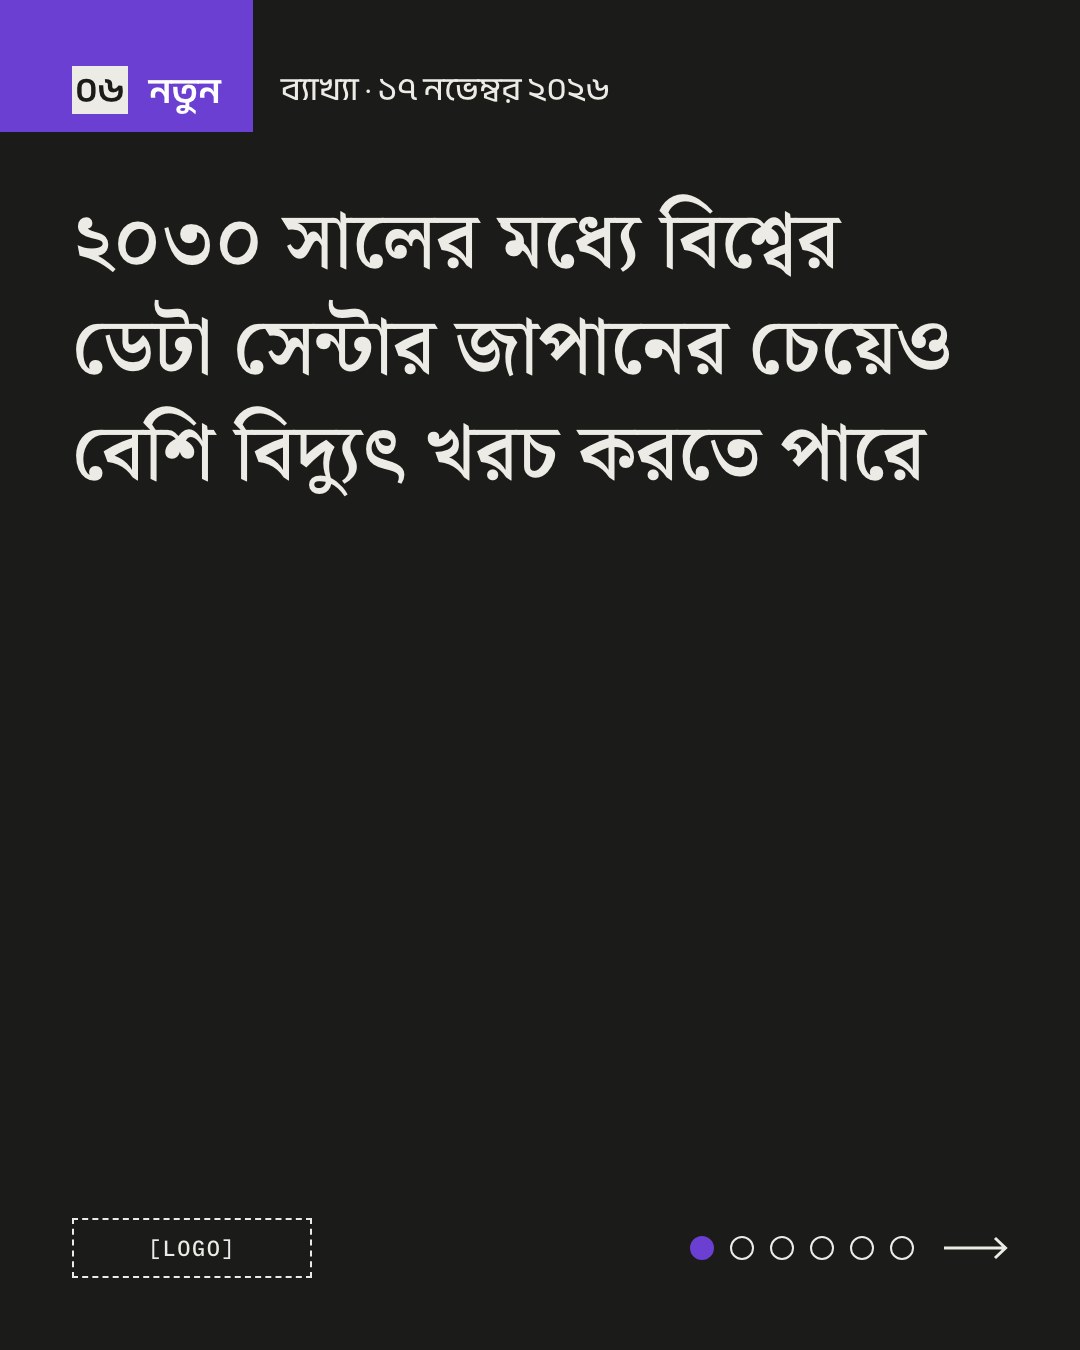 ০৬ নতুন ব্যাখ্যা · ১৭ নভেম্বর ২০২৬
২০৩০ সালের মধ্যে বিশ্বের
ডেটা সেন্টার জাপানের চেয়েও
বেশি বিদ্যুৎ খরচ করতে পারে
[LOGO]